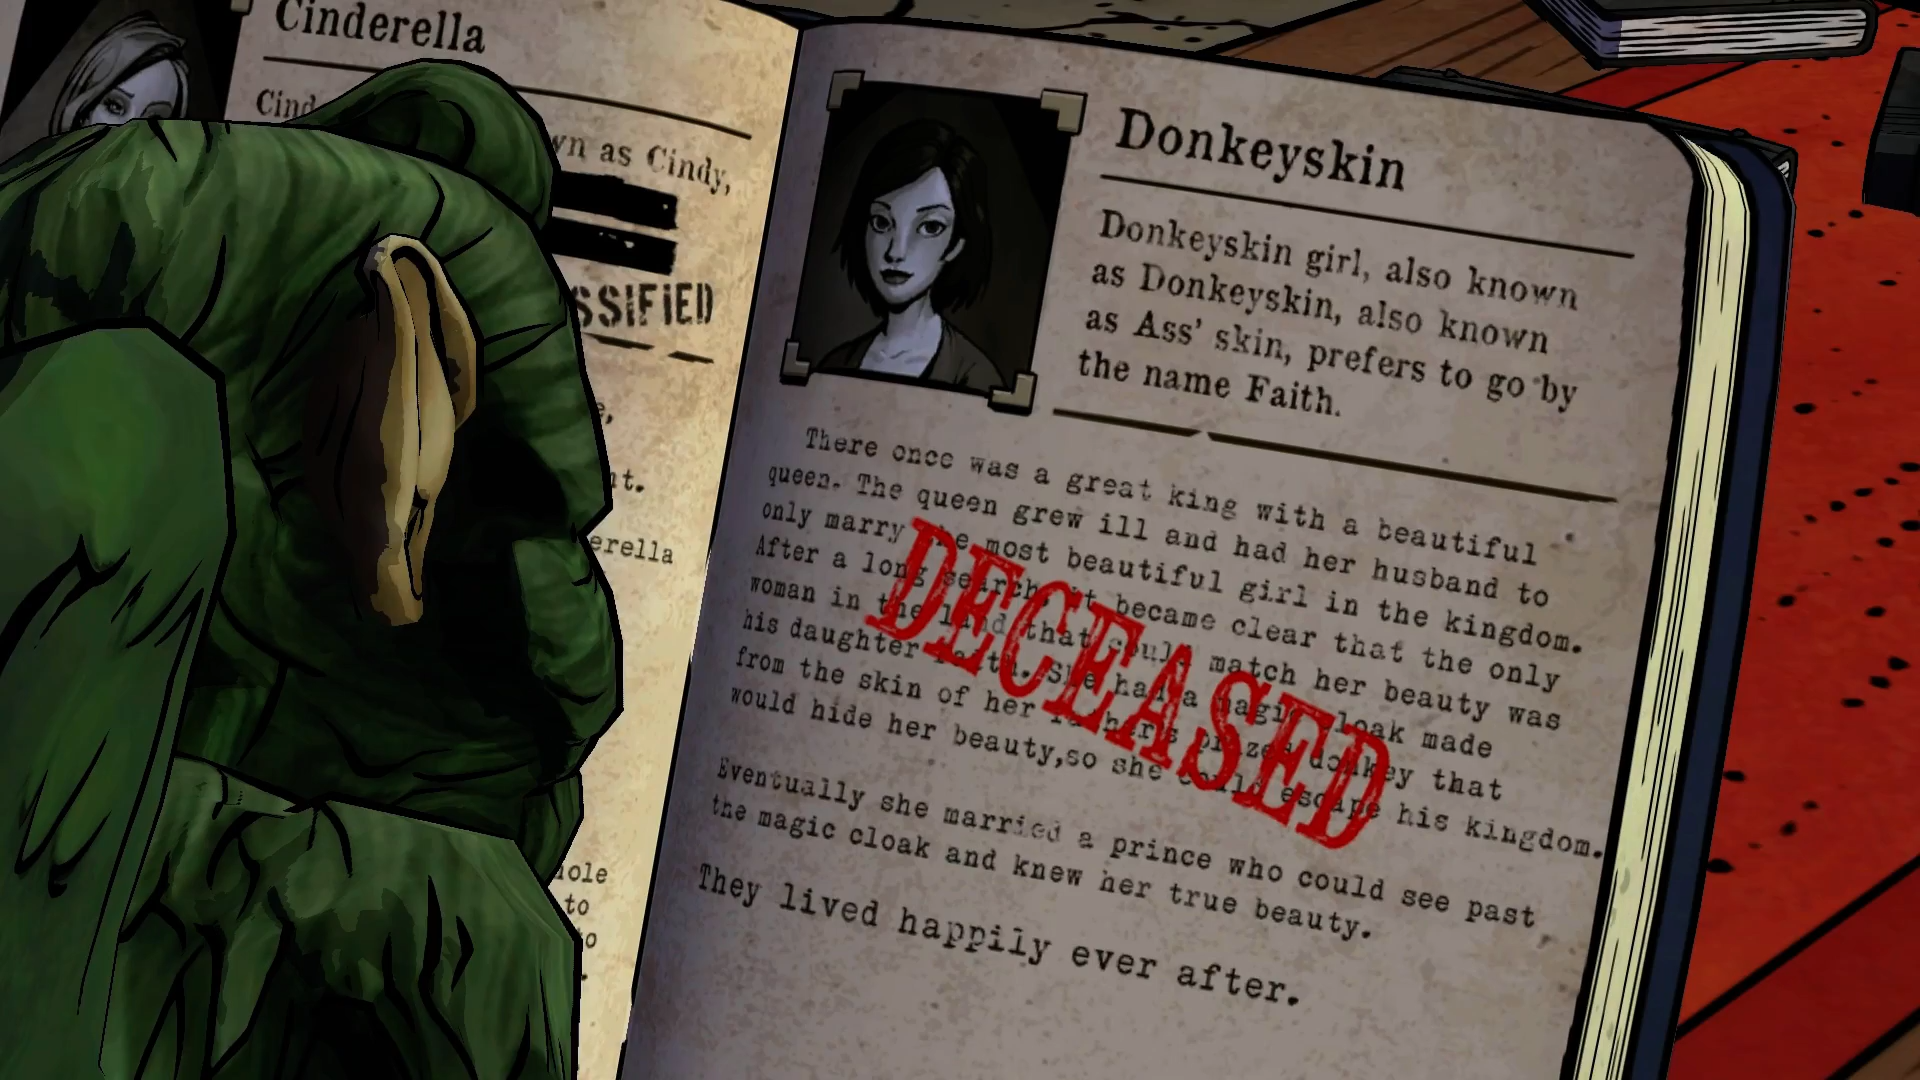 Cinderella
Cind
wn as Cindy,
SSIFIED
e,
nt.
erella
hole
to
to
Donkeyskin
Donkeyskin girl, also known
as Donkeyskin, also known
as Ass' skin, prefers to go by
the name Faith.
There once was a great king with a beautiful
queen. The queen grew ill and had her husband to
only marry the most beautiful girl in the kingdom.
After a long search, it became clear that the only
woman in the land that could match her beauty was
his daughter Faith. She had a magic cloak made
from the skin of her father's prized donkey that
would hide her beauty,so she could escape his kingdom.
DECEASED
Eventually she married a prince who could see past
the magic cloak and knew her true beauty.
They lived happily ever after.